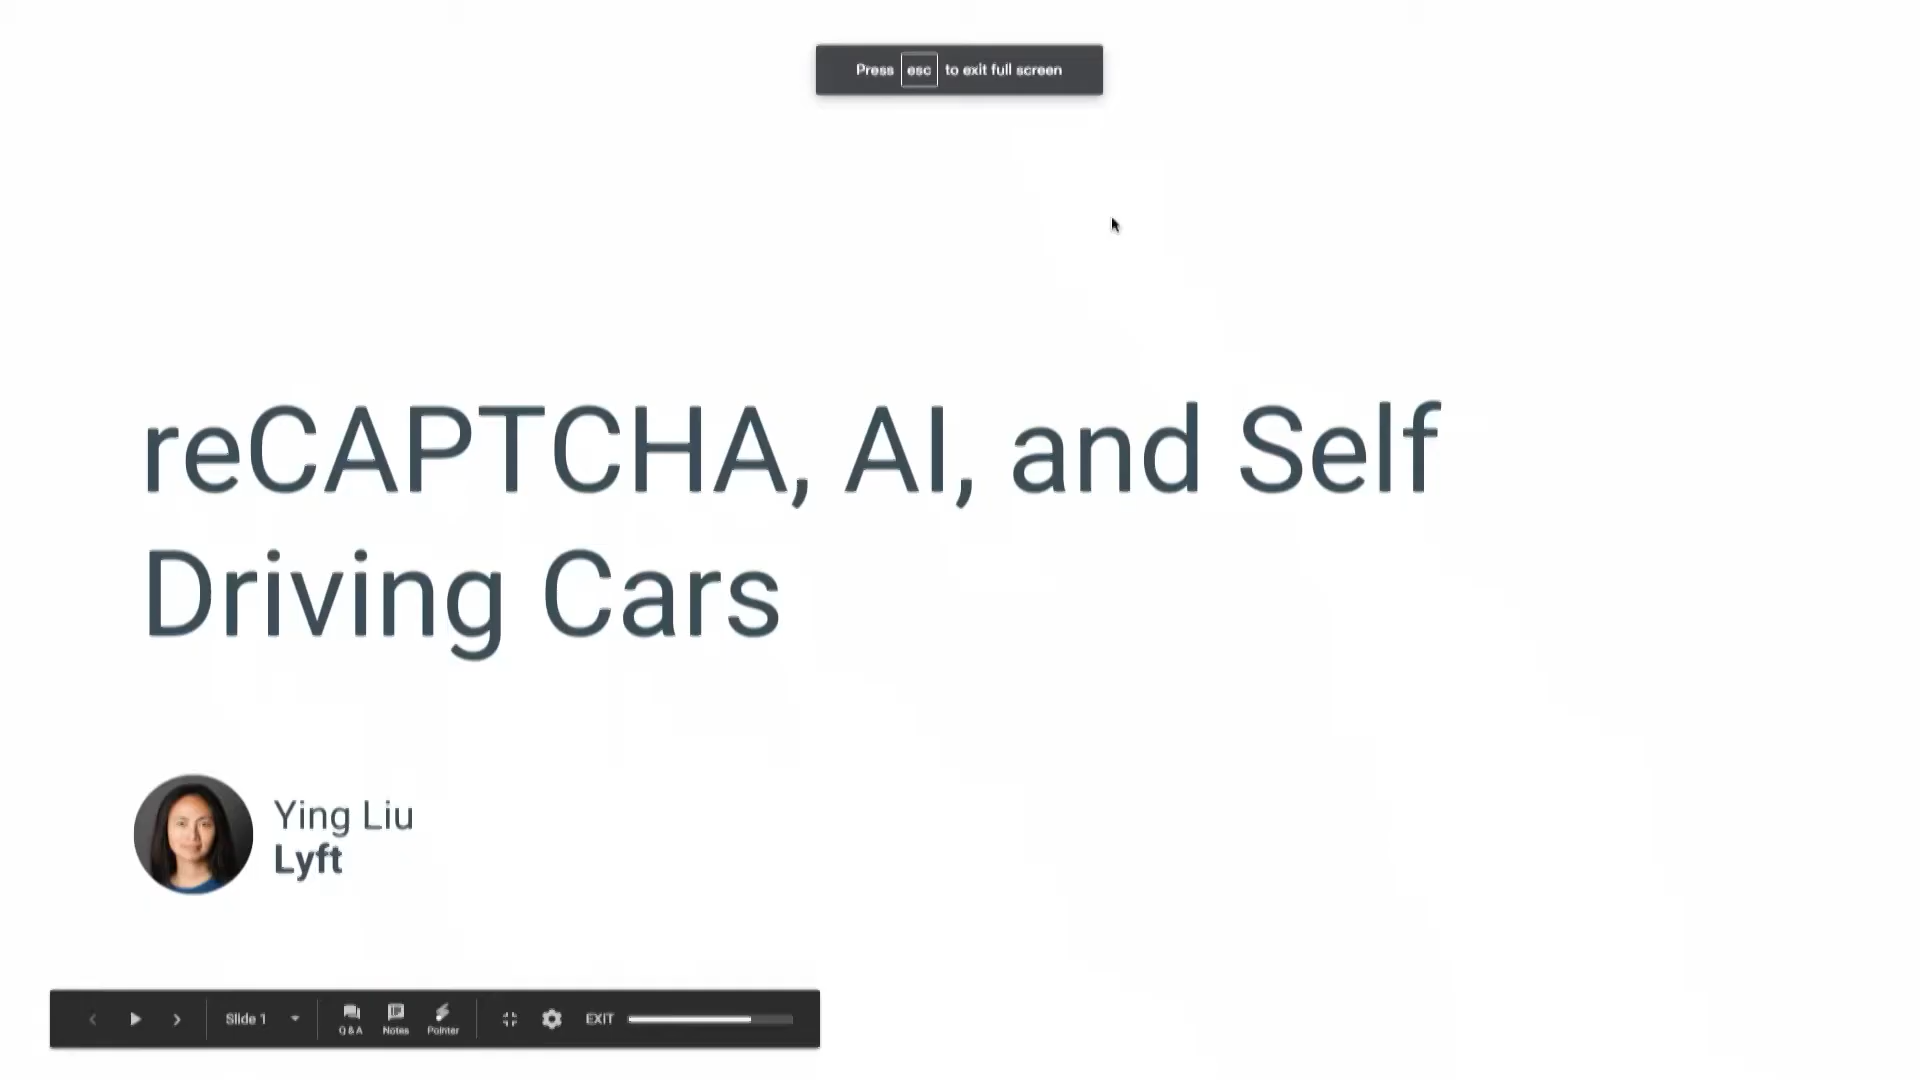 Press esc to exit full screen
reCAPTCHA, AI, and Self
Driving Cars
Ying Liu
Lyft
Slide 1
Q&A
Notes
Pointer
EXIT